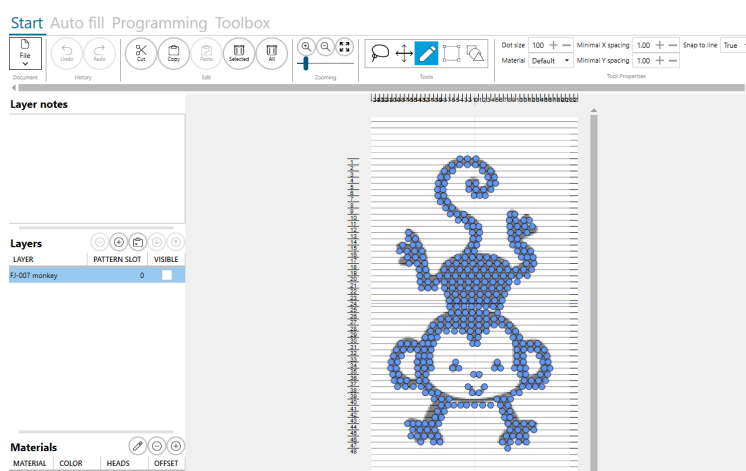 Start Auto fill Programming Toolbox
File
Undo Redo Cut Copy Paste Selected All
Dot size 100 Minimal X spacing 1.00 Snap to line True
Material Default Minimal Y spacing 1.00
Document History Edit Zooming Tools Tool Properties
Layer notes
Layers
LAYER PATTERN SLOT VISIBLE
FJ-007 monkey 0
Materials
MATERIAL COLOR HEADS OFFSET